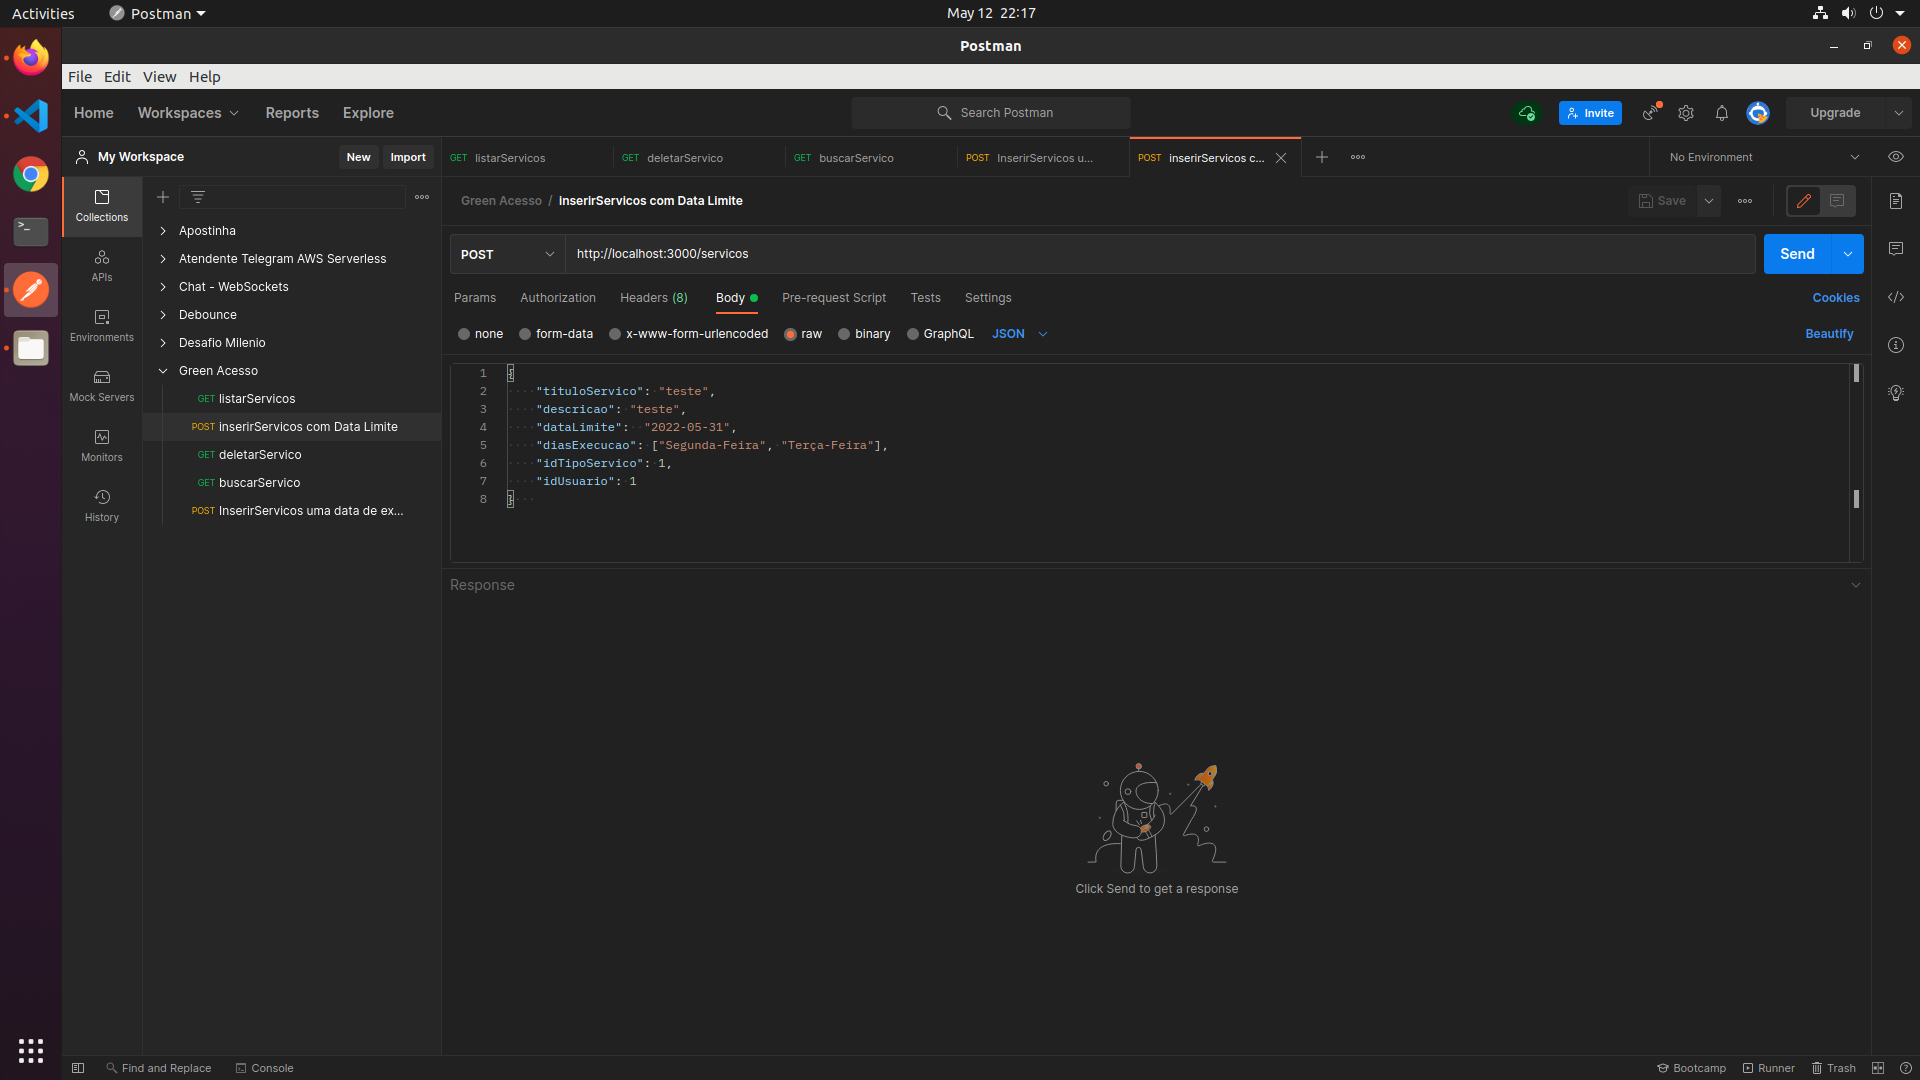 Activities
Postman
May 12 22:17
Postman
File Edit View Help
Home Workspaces Reports Explore
Search Postman
Invite
Upgrade
My Workspace
New Import
GET listarServicos
GET deletarServico
GET buscarServico
POST InserirServicos u...
POST inserirServicos c...
No Environment
Collections
APIs
Environments
Mock Servers
Monitors
History
Apostinha
Atendente Telegram AWS Serverless
Chat - WebSockets
Debounce
Desafio Milenio
Green Acesso
GET listarServicos
POST inserirServicos com Data Limite
GET deletarServico
GET buscarServico
POST InserirServicos uma data de ex...
Green Acesso / inserirServicos com Data Limite
Save
POST http://localhost:3000/servicos
Send
Params Authorization Headers (8) Body Pre-request Script Tests Settings
Cookies
none form-data x-www-form-urlencoded raw binary GraphQL JSON
Beautify
1 {
2 "tituloServico": "teste",
3 "descricao": "teste",
4 "dataLimite": "2022-05-31",
5 "diasExecucao": ["Segunda-Feira", "Terça-Feira"],
6 "idTipoServico": 1,
7 "idUsuario": 1
8 }
Response
Click Send to get a response
Find and Replace Console
Bootcamp Runner Trash